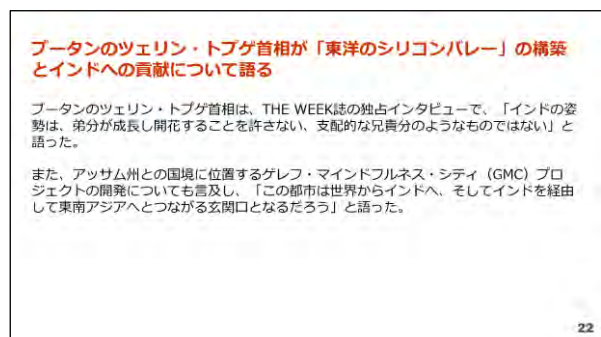 ブータンのツェリン・トブゲ首相が「東洋のシリコンバレー」の構築
とインドへの貢献について語る
ブータンのツェリン・トブゲ首相は、THE WEEK誌の独占インタビューで、「インドの姿
勢は、弟分が成長し開花することを許さない、支配的な兄貴分のようなものではない」と
語った。
また、アッサム州との国境に位置するゲレフ・マインドフルネス・シティ（GMC）プロ
ジェクトの開発についても言及し、「この都市は世界からインドへ、そしてインドを経由
して東南アジアへとつながる玄関口となるだろう」と語った。
22